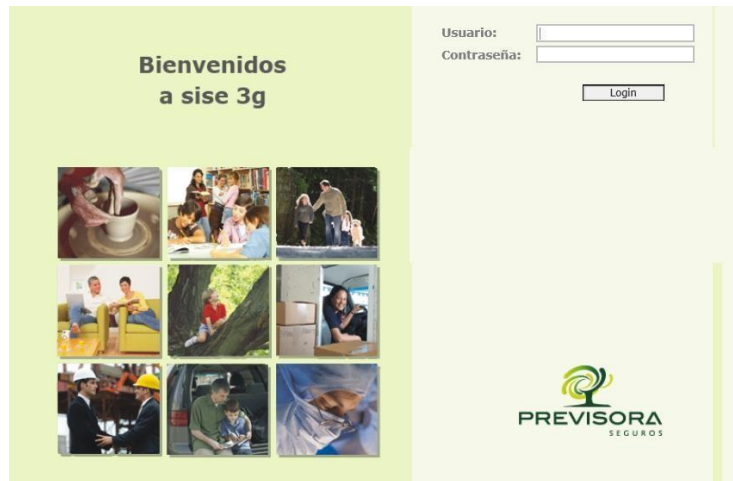 Bienvenidos
a sise 3g
Usuario:
Contraseña:
Login
PREVISORA
SEGUROS